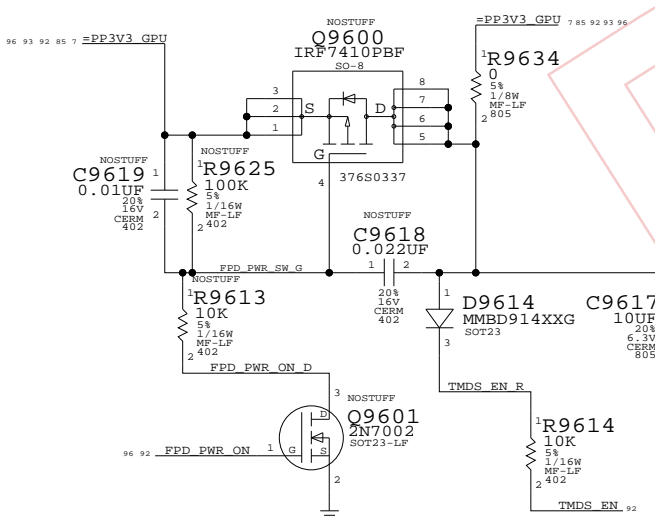 96 93 92 85 7 =PP3V3_GPU
NOSTUFF
Q9600
IRF7410PBF
SO-8
=PP3V3_GPU 7 85 92 93 96
1
R9634
0
5%
1/8W
MF-LF
805
2
3
2
1
S
D
G
8
7
6
5
4
376S0337
NOSTUFF
C9619
0.01UF
20%
16V
CERM
402
1
2
NOSTUFF
1
R9625
100K
5%
1/16W
MF-LF
402
2
NOSTUFF
C9618
0.022UF
1 2
20%
16V
CERM
402
FPD_PWR_SW_G
NOSTUFF
1
R9613
10K
5%
1/16W
MF-LF
402
2
FPD_PWR_ON_D
1
D9614
MMBD914XXG
SOT23
3
C9617
10UF
20%
6.3V
CERM
805
TMDS_EN_R
3
NOSTUFF
Q9601
2N7002
SOT23-LF
D
G
S
96 92 FPD_PWR_ON 1
2
1
R9614
10K
5%
1/16W
MF-LF
402
2
TMDS_EN 92